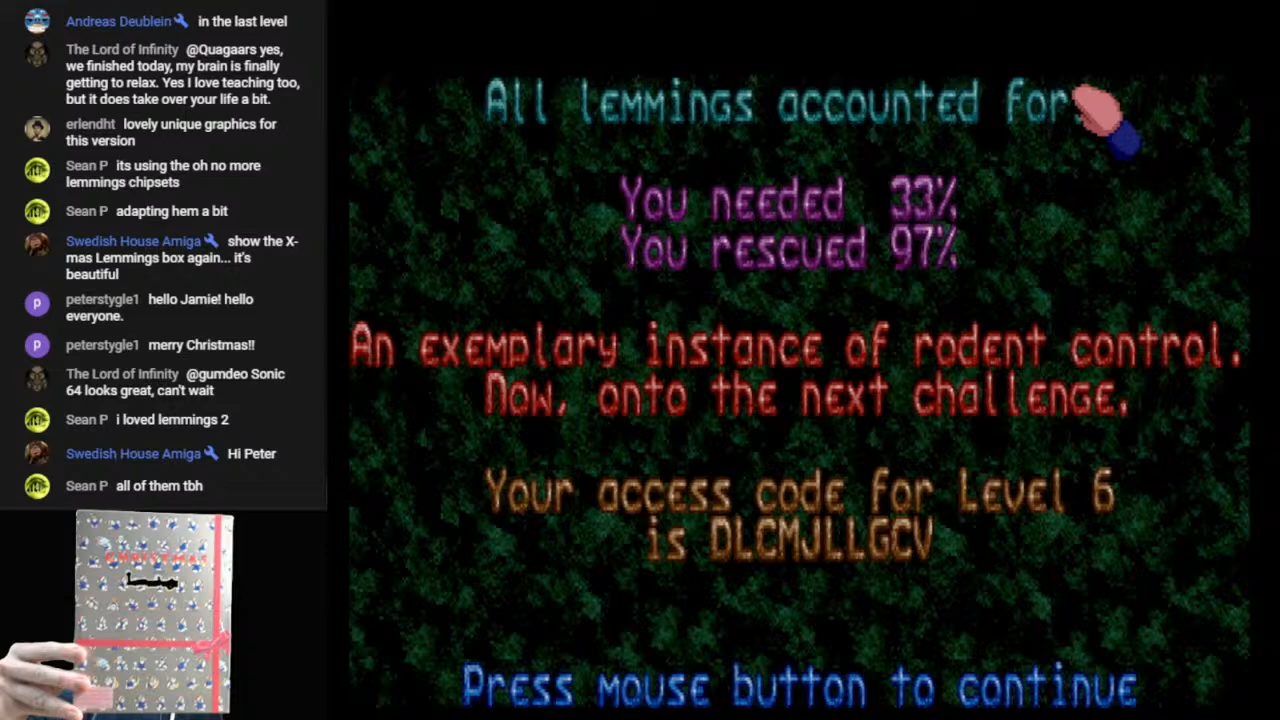 Andreas Deublein in the last level
The Lord of Infinity @Quagaars yes,
we finished today, my brain is finally
getting to relax. Yes I love teaching too,
but it does take over your life a bit.
erlendht lovely unique graphics for
this version
Sean P its using the oh no more
lemmings chipsets
Sean P adapting hem a bit
Swedish House Amiga show the X-
mas Lemmings box again... it's
beautiful
P peterstygle1 hello Jamie! hello
everyone.
P peterstygle1 merry Christmas!!
The Lord of Infinity @gumdeo Sonic
64 looks great, can't wait
Sean P i loved lemmings 2
Swedish House Amiga Hi Peter
Sean P all of them tbh
All lemmings accounted for
You needed 33%
You rescued 97%
An exemplary instance of rodent control.
Now, onto the next challenge.
Your access code for Level 6
is DLCMJLLGCV
Press mouse button to continue